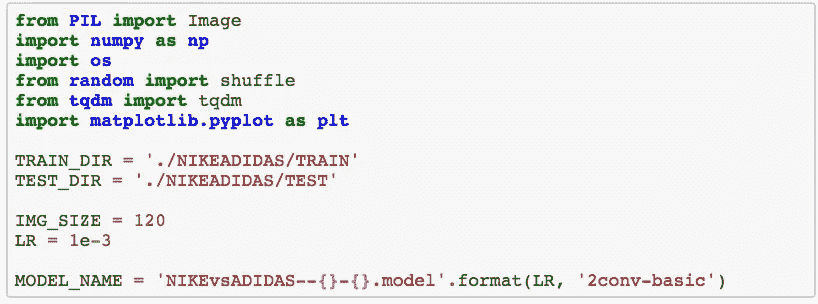 from PIL import Image
import numpy as np
import os
from random import shuffle
from tqdm import tqdm
import matplotlib.pyplot as plt
TRAIN_DIR = './NIKEADIDAS/TRAIN'
TEST_DIR = './NIKEADIDAS/TEST'
IMG_SIZE = 120
LR = 1e-3
MODEL_NAME = 'NIKEvsADIDAS--{}-{}.model'.format(LR, '2conv-basic')